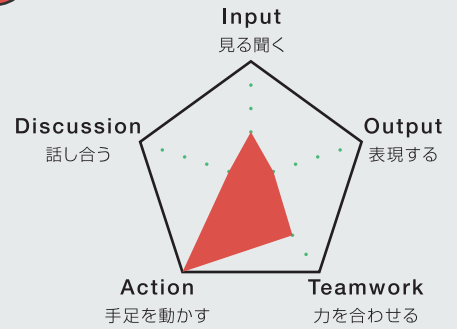 Input
見る聞く
Discussion
話し合う
Output
表現する
Action
手足を動かす
Teamwork
力を合わせる